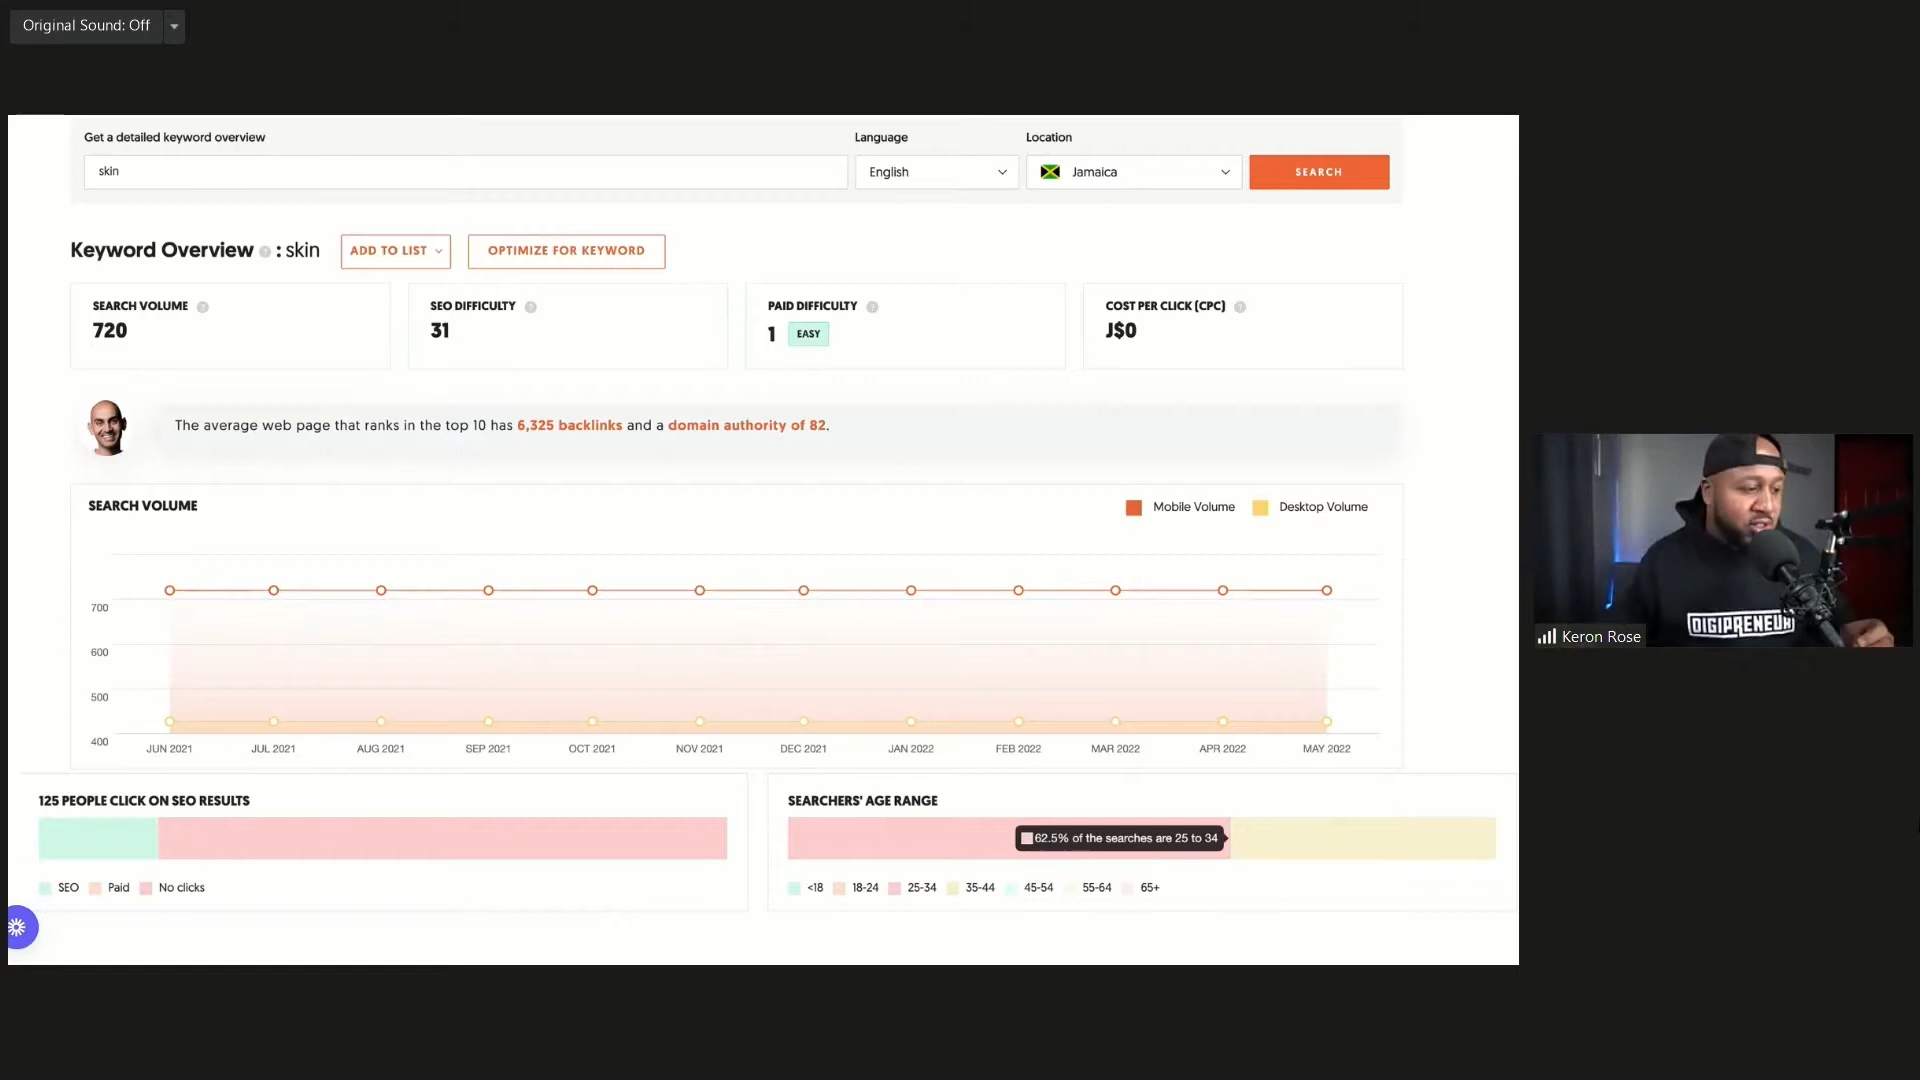 Original Sound: Off
Get a detailed keyword overview
Language
Location
skin
English
Jamaica
SEARCH
Keyword Overview : skin
ADD TO LIST
OPTIMIZE FOR KEYWORD
SEARCH VOLUME ?
720
SEO DIFFICULTY ?
31
PAID DIFFICULTY ?
1 EASY
COST PER CLICK (CPC) ?
J$0
The average web page that ranks in the top 10 has 6,325 backlinks and a domain authority of 82.
SEARCH VOLUME
Mobile Volume
Desktop Volume
700
600
500
400
JUN 2021
JUL 2021
AUG 2021
SEP 2021
OCT 2021
NOV 2021
DEC 2021
JAN 2022
FEB 2022
MAR 2022
APR 2022
MAY 2022
125 PEOPLE CLICK ON SEO RESULTS
SEO
Paid
No clicks
SEARCHERS' AGE RANGE
62.5% of the searches are 25 to 34
<18
18-24
25-34
35-44
45-54
55-64
65+
DIGIPRENEUR
Keron Rose